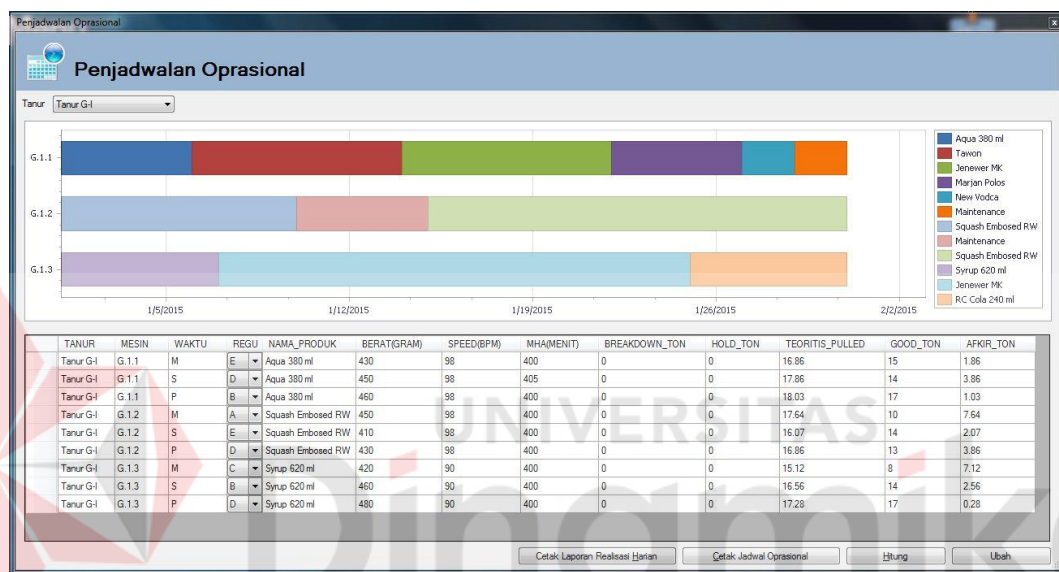 Penjadwalan Oprasional
x
Penjadwalan Oprasional
Tanur Tanur G-I
G.1.1
G.1.2
G.1.3
1/5/2015 1/12/2015 1/19/2015 1/26/2015 2/2/2015
Aqua 380 ml
Tawon
Jenewer MK
Marjan Polos
New Vodca
Maintenance
Squash Embosed RW
Maintenance
Squash Embosed RW
Syrup 620 ml
Jenewer MK
RC Cola 240 ml
TANUR MESIN WAKTU REGU NAMA_PRODUK BERAT(GRAM) SPEED(BPM) MHA(MENIT) BREAKDOWN_TON HOLD_TON TEORITIS_PULLED GOOD_TON AFKIR_TON
Tanur G-I G.1.1 M E Aqua 380 ml 430 98 400 0 0 16.86 15 1.86
Tanur G-I G.1.1 S D Aqua 380 ml 450 98 405 0 0 17.86 14 3.86
Tanur G-I G.1.1 P B Aqua 380 ml 460 98 400 0 0 18.03 17 1.03
Tanur G-I G.1.2 M A Squash Embosed RW 450 98 400 0 0 17.64 10 7.64
Tanur G-I G.1.2 S E Squash Embosed RW 410 98 400 0 0 16.07 14 2.07
Tanur G-I G.1.2 P D Squash Embosed RW 430 98 400 0 0 16.86 13 3.86
Tanur G-I G.1.3 M C Syrup 620 ml 420 90 400 0 0 15.12 8 7.12
Tanur G-I G.1.3 S B Syrup 620 ml 460 90 400 0 0 16.56 14 2.56
Tanur G-I G.1.3 P D Syrup 620 ml 480 90 400 0 0 17.28 17 0.28
UNIVERSITAS
Dinamika
Cetak Laporan Realisasi Harian Cetak Jadwal Oprasional Hitung Ubah